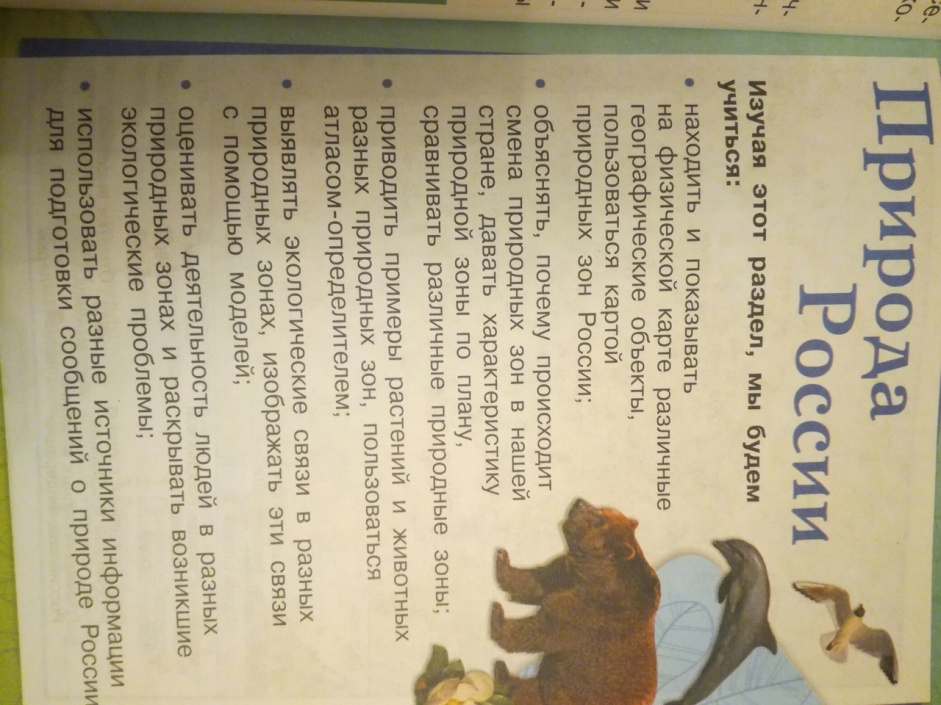 Природа
России
Изучая этот раздел, мы будем
учиться:
• находить и показывать
на физической карте различные
географические объекты,
пользоваться картой
природных зон России;
• объяснять, почему происходит
смена природных зон в нашей
стране, давать характеристику
природной зоны по плану,
сравнивать различные природные зоны;
• приводить примеры растений и животных
разных природных зон, пользоваться
атласом-определителем;
• выявлять экологические связи в разных
природных зонах, изображать эти связи
с помощью моделей;
• оценивать деятельность людей в разных
природных зонах и раскрывать возникшие
экологические проблемы;
• использовать разные источники информации
для подготовки сообщений о природе России